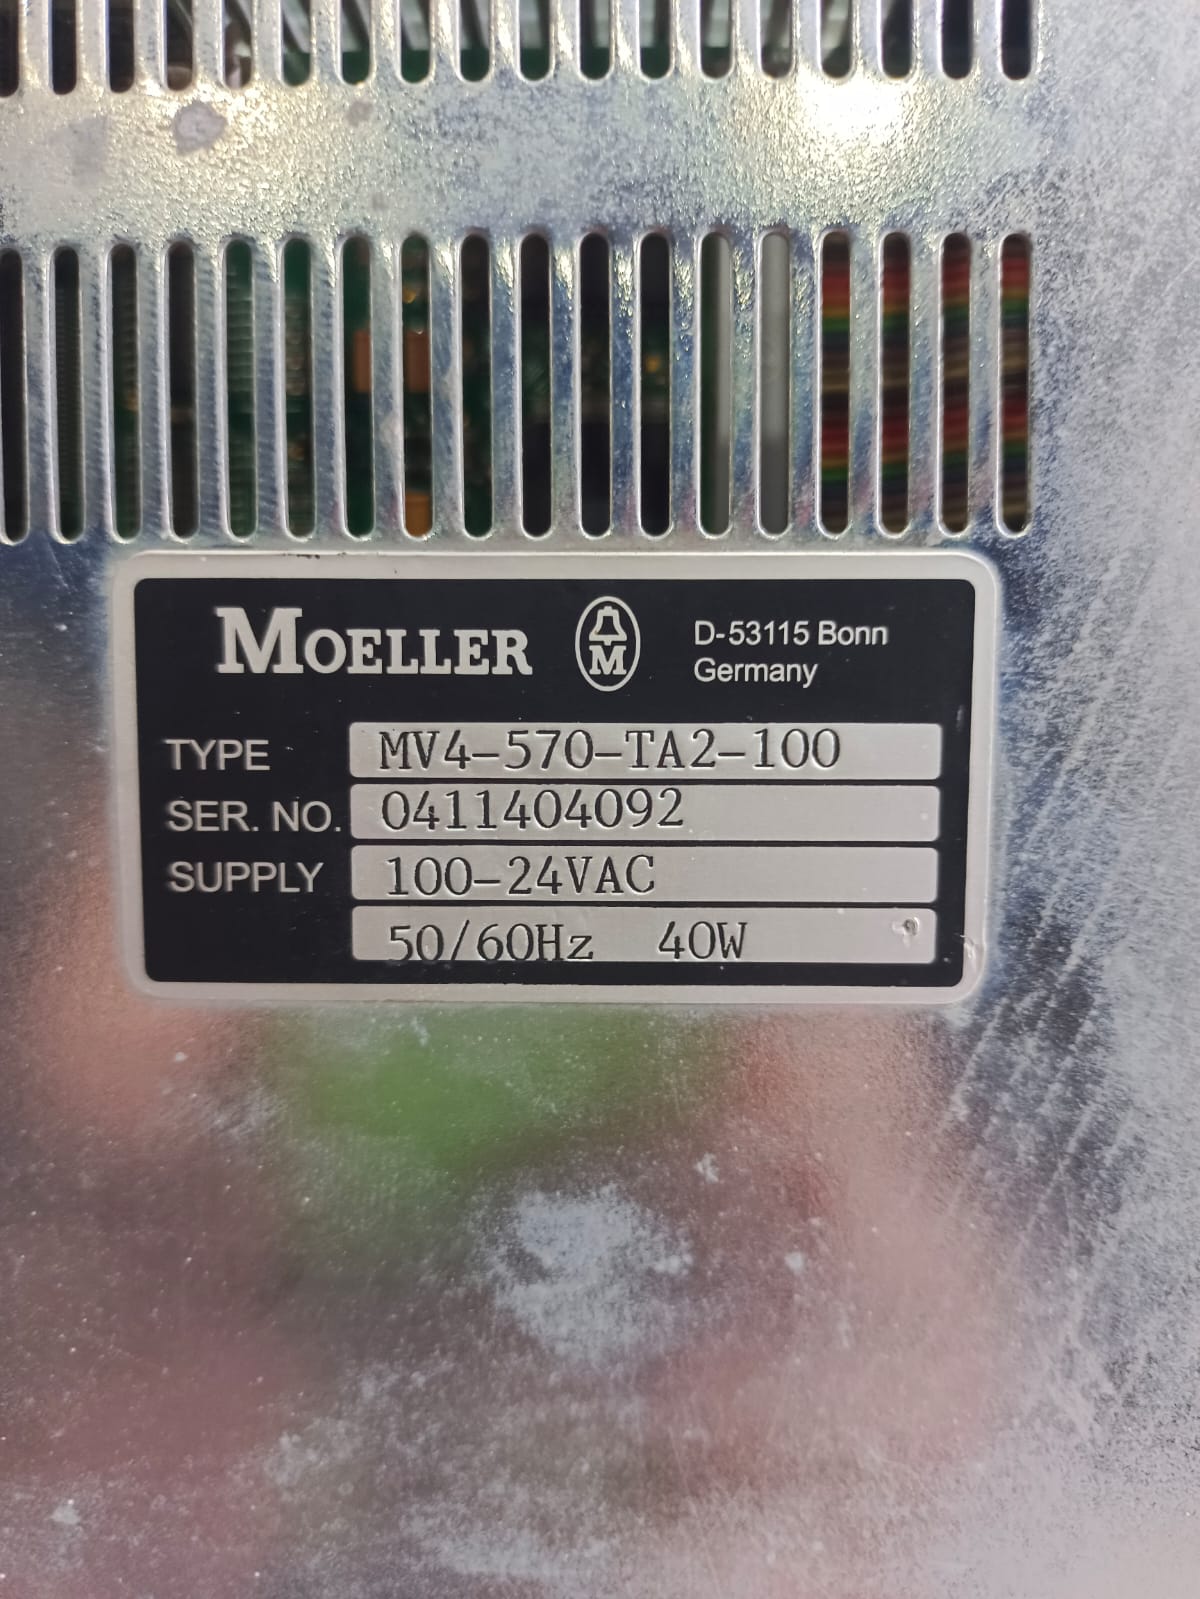 MOELLER
M
D-53115 Bonn
Germany
TYPE MV4-570-TA2-100
SER. NO. 0411404092
SUPPLY 100-24VAC
50/60Hz 40W